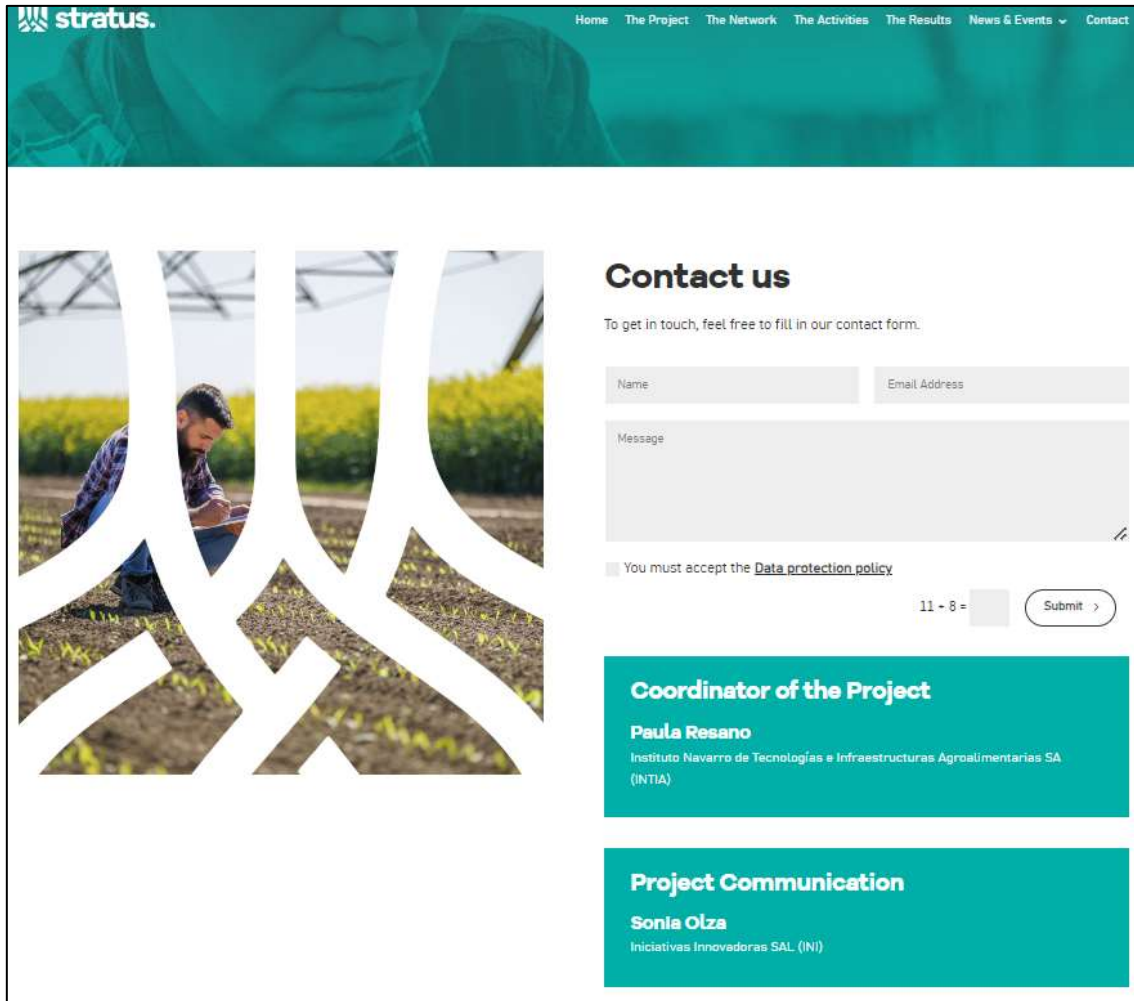 stratus.
Home The Project The Network The Activities The Results News & Events Contact
Contact us
To get in touch, feel free to fill in our contact form.
Name Email Address
Message
You must accept the Data protection policy
11 + 8 =
Submit >
Coordinator of the Project
Paula Resano
Instituto Navarro de Tecnologías e Infraestructuras Agroalimentarias SA
(INTIA)
Project Communication
Sonia Olza
Iniciativas Innovadoras SAL (INI)